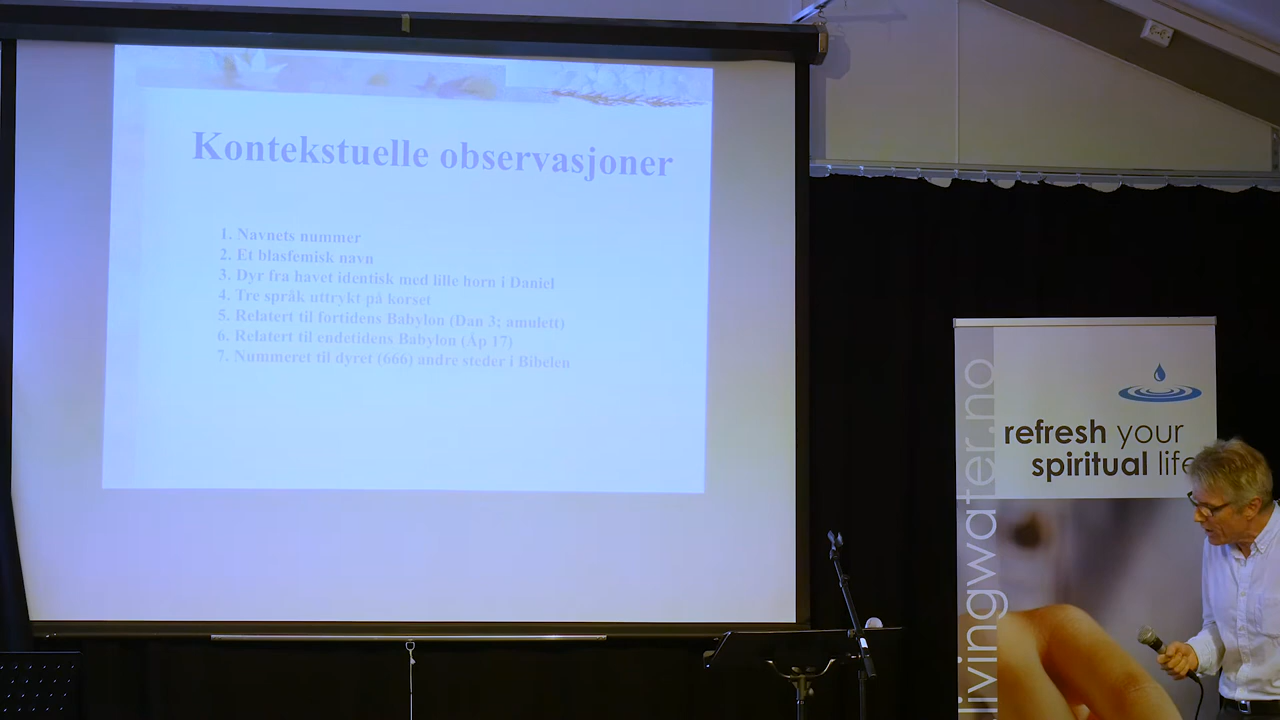 Kontekstuelle observasjoner
1. Navnets nummer
2. Et blasfemisk navn
3. Dyr fra havet identisk med lille horn i Daniel
4. Tre språk uttrykt på korset
5. Relatert til fortidens Babylon (Dan 3; amulett)
6. Relatert til endetidens Babylon (Åp 17)
7. Nummeret til dyret (666) andre steder i Bibelen
refresh your
spiritual life
livingwater.no